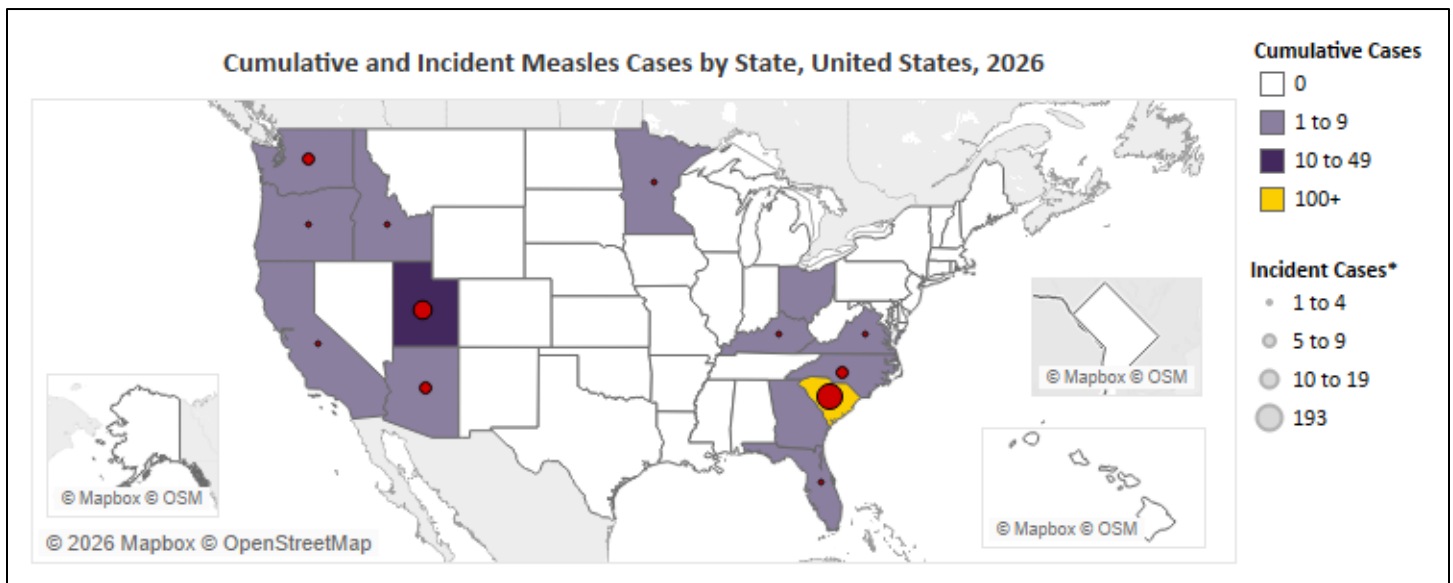 Cumulative and Incident Measles Cases by State, United States, 2026
Cumulative Cases
0
1 to 9
10 to 49
100+
Incident Cases*
1 to 4
5 to 9
10 to 19
193
© Mapbox © OSM
© Mapbox © OSM
© Mapbox © OSM
© 2026 Mapbox © OpenStreetMap